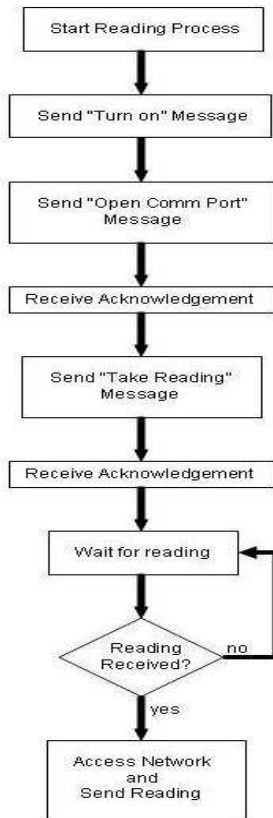 Start Reading Process
Send "Turn on" Message
Send "Open Comm Port"
Message
Receive Acknowledgement
Send "Take Reading"
Message
Receive Acknowledgement
Wait for reading
Reading
Received?
no
yes
Access Network
and
Send Reading